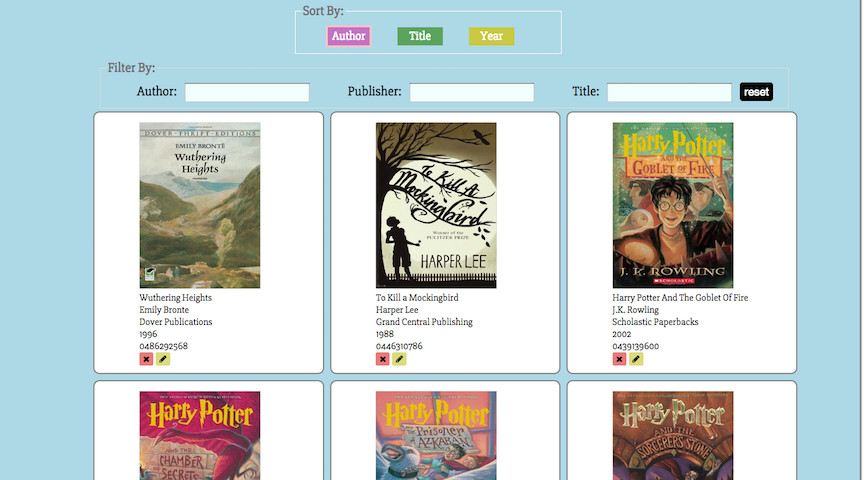 Sort By:
Author Title Year
Filter By:
Author: Publisher: Title: reset
DOVER · THRIFT · EDITIONS
EMILY BRONTË
Wuthering
Heights
Wuthering Heights
Emily Bronte
Dover Publications
1996
0486292568
To Kill A
Mockingbird
Winner of the
PULITZER PRIZE
HARPER LEE
To Kill a Mockingbird
Harper Lee
Grand Central Publishing
1988
0446310786
Harry Potter
AND THE
GOBLET OF FIRE
J. K. ROWLING
SCHOLASTIC
Harry Potter And The Goblet Of Fire
J.K. Rowling
Scholastic Paperbacks
2002
0439139600
Harry Potter
AND THE
CHAMBER
OF
SECRETS
Harry Potter
AND THE
PRISONER
OF
AZKABAN
Harry Potter
AND THE
SORCERER'S STONE